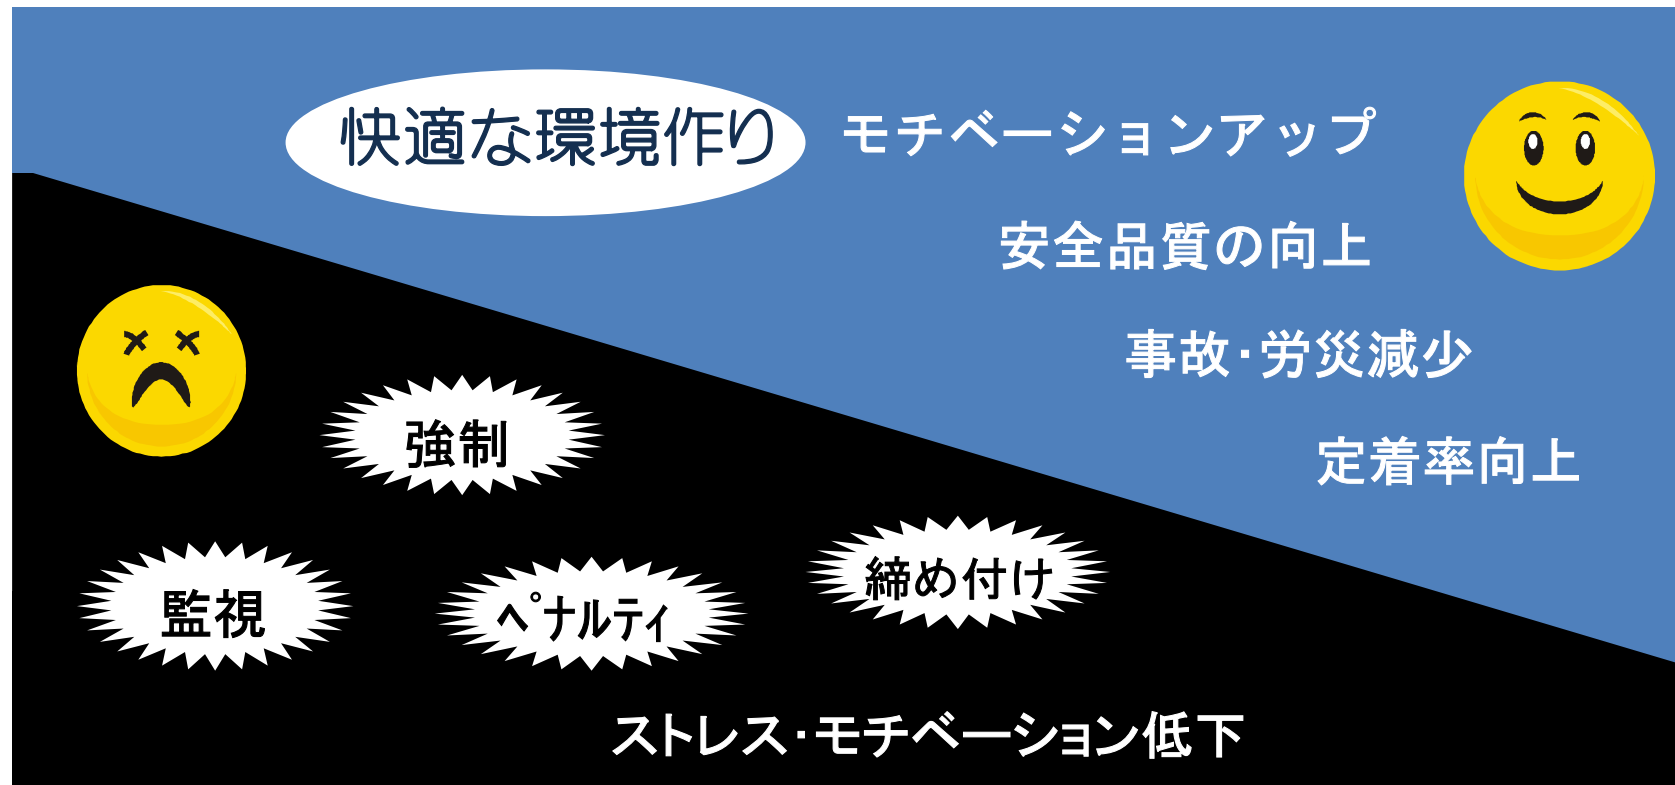 快適な環境作り
モチベーションアップ
安全品質の向上
事故・労災減少
定着率向上
強制
監視
ペナルティ
締め付け
ストレス・モチベーション低下